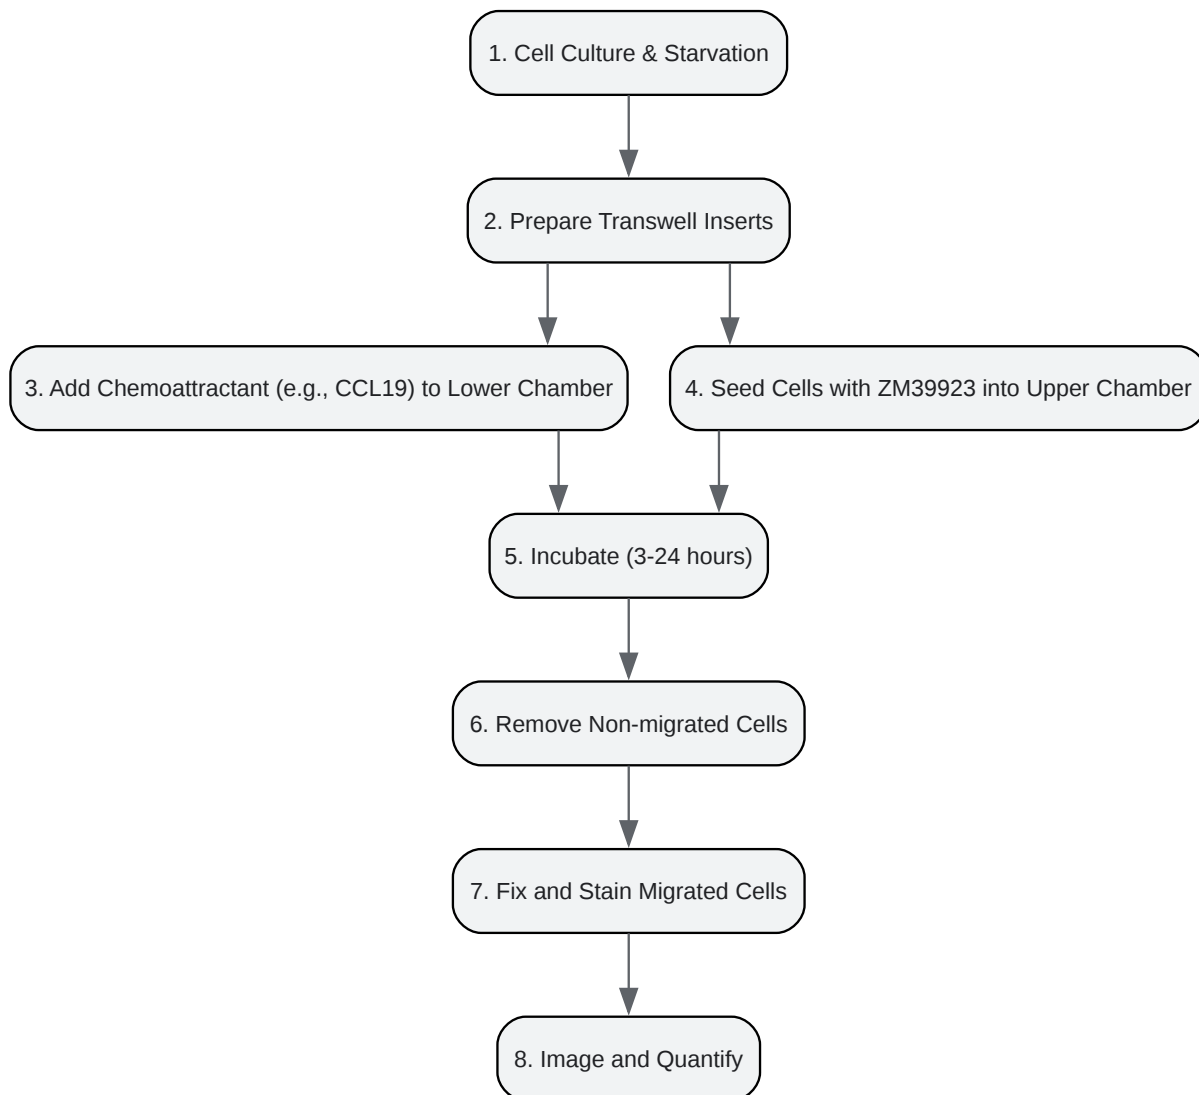 1. Cell Culture & Starvation
2. Prepare Transwell Inserts
3. Add Chemoattractant (e.g., CCL19) to Lower Chamber
4. Seed Cells with ZM39923 into Upper Chamber
5. Incubate (3-24 hours)
6. Remove Non-migrated Cells
7. Fix and Stain Migrated Cells
8. Image and Quantify